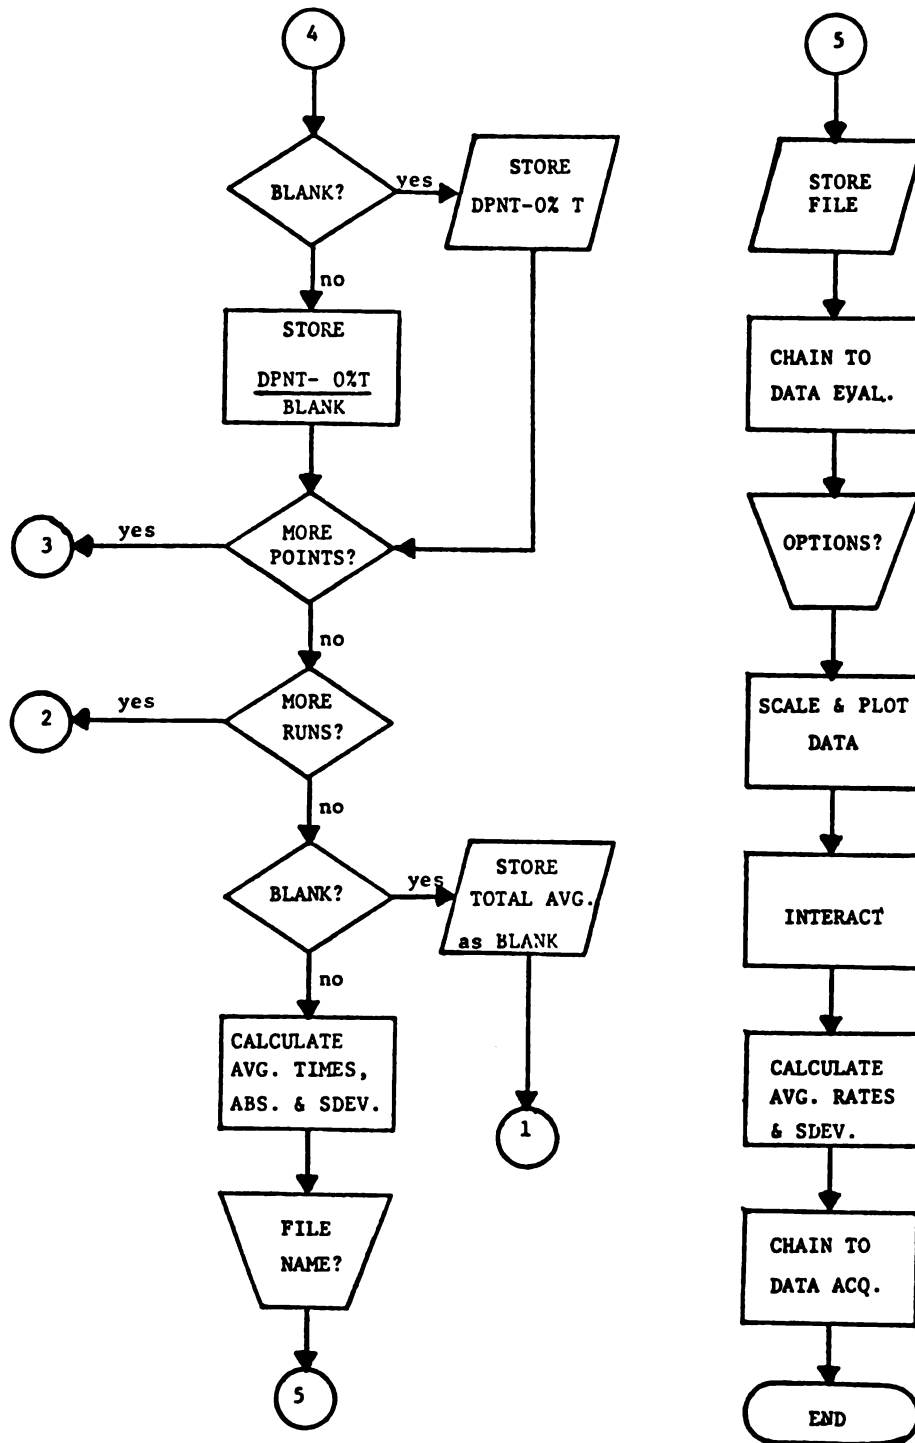 4
BLANK?
yes
STORE
DPNT-0% T
no
STORE
DPNT- 0%T
BLANK
MORE
POINTS?
yes
3
no
MORE
RUNS?
yes
2
no
BLANK?
yes
STORE
TOTAL AVG.
as BLANK
1
no
CALCULATE
AVG. TIMES,
ABS. & SDEV.
FILE
NAME?
5
5
STORE
FILE
CHAIN TO
DATA EVAL.
OPTIONS?
SCALE & PLOT
DATA
INTERACT
CALCULATE
AVG. RATES
& SDEV.
CHAIN TO
DATA ACQ.
END